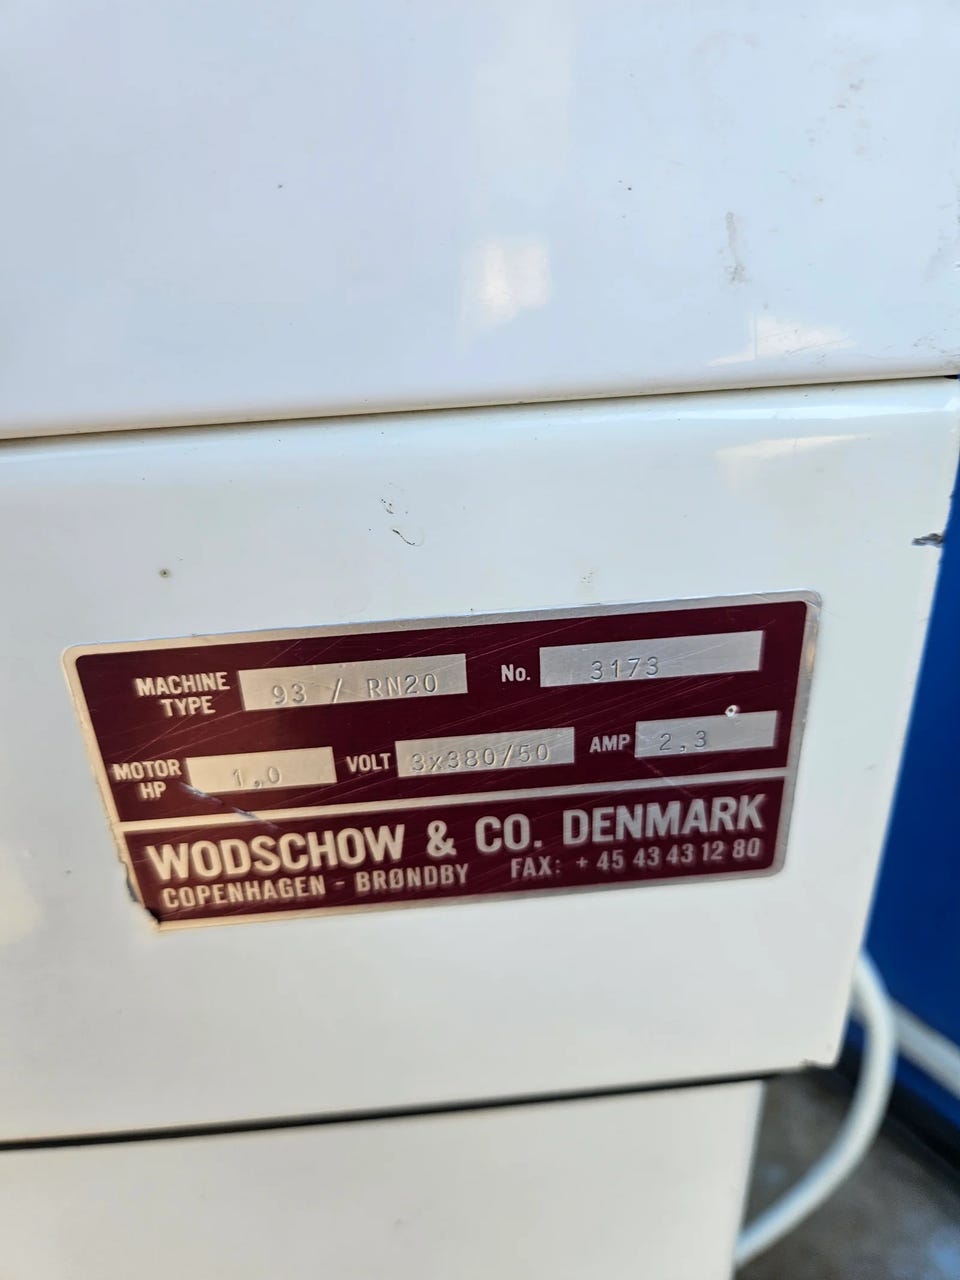 MACHINE TYPE 93 / RN20 No. 3173
MOTOR HP 1,0 VOLT 3x380/50 AMP 2,3
WODSCHOW & CO. DENMARK
COPENHAGEN - BRØNDBY FAX: + 45 43 43 12 80